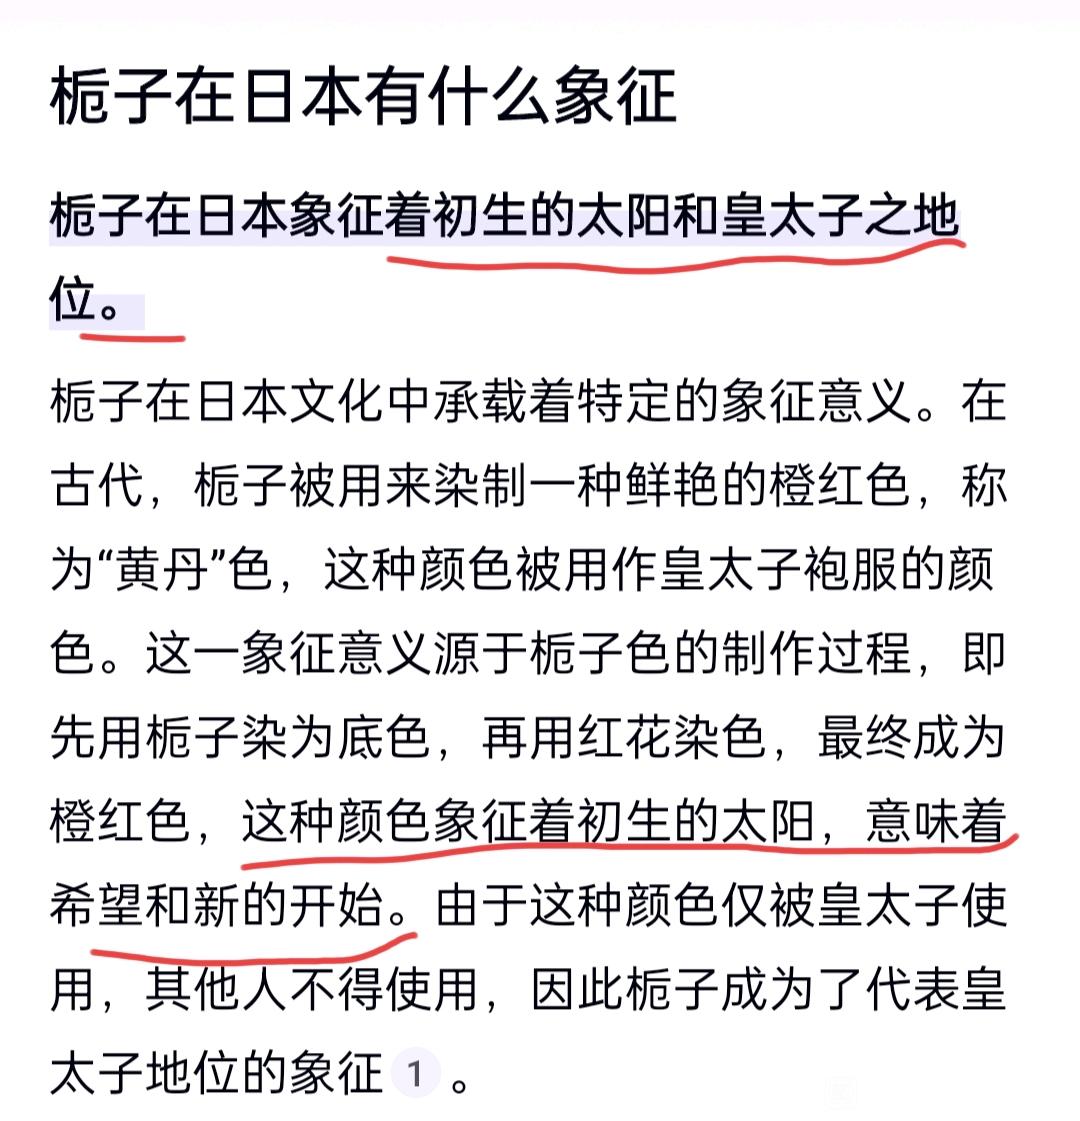 栀子在日本有什么象征
栀子在日本象征着初生的太阳和皇太子之地
位。
栀子在日本文化中承载着特定的象征意义。在
古代，栀子被用来染制一种鲜艳的橙红色，称
为“黄丹”色，这种颜色被用作皇太子袍服的颜
色。这一象征意义源于栀子色的制作过程，即
先用栀子染为底色，再用红花染色，最终成为
橙红色，这种颜色象征着初生的太阳，意味着
希望和新的开始。由于这种颜色仅被皇太子使
用，其他人不得使用，因此栀子成为了代表皇
太子地位的象征 1 。